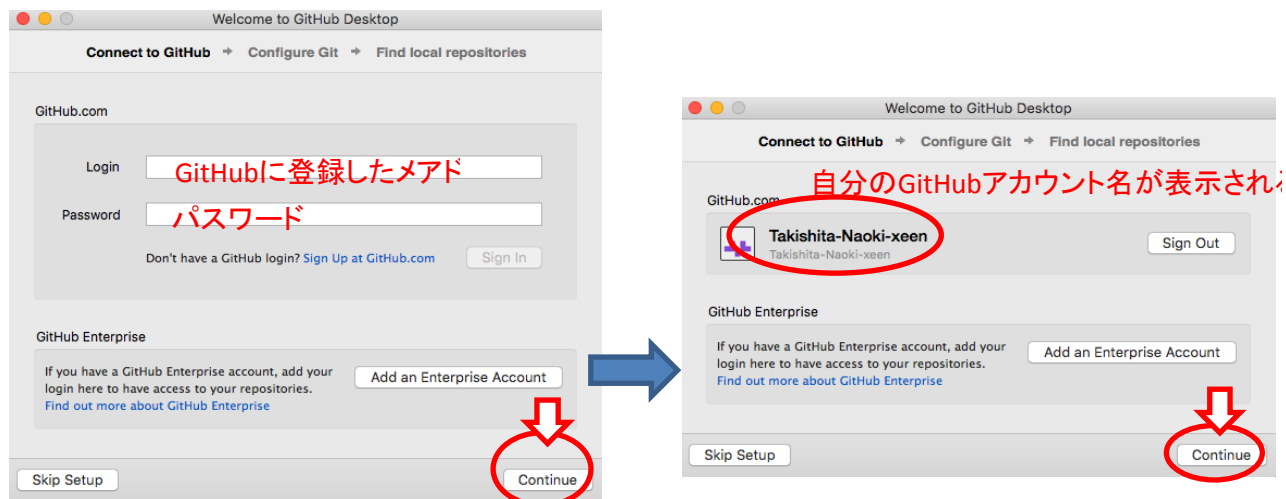 Welcome to GitHub Desktop
Connect to GitHub → Configure Git → Find local repositories
GitHub.com
Login GitHubに登録したメアド
Password パスワード
Don't have a GitHub login? Sign Up at GitHub.com Sign In
GitHub Enterprise
If you have a GitHub Enterprise account, add your
login here to have access to your repositories.
Find out more about GitHub Enterprise
Add an Enterprise Account
Skip Setup Continue
Welcome to GitHub Desktop
Connect to GitHub → Configure Git → Find local repositories
自分のGitHubアカウント名が表示される
GitHub.com
Takishita-Naoki-xeen
Takishita-Naoki-xeen
Sign Out
GitHub Enterprise
If you have a GitHub Enterprise account, add your
login here to have access to your repositories.
Find out more about GitHub Enterprise
Add an Enterprise Account
Skip Setup Continue